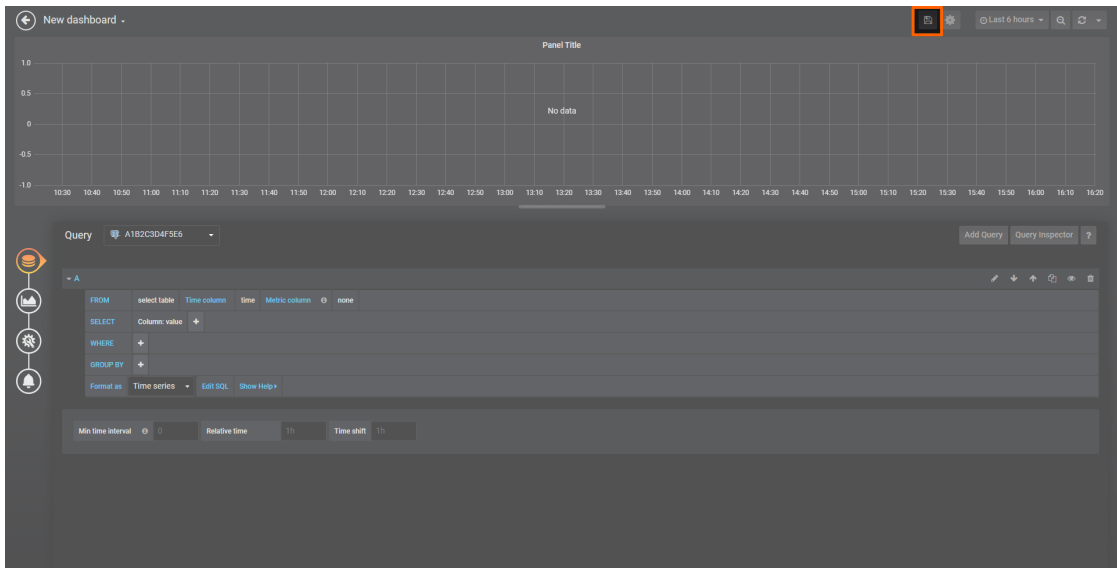 New dashboard
Last 6 hours
Panel Title
1.0
0.5
No data
0
-0.5
-1.0
10:30 10:40 10:50 11:00 11:10 11:20 11:30 11:40 11:50 12:00 12:10 12:20 12:30 12:40 12:50 13:00 13:10 13:20 13:30 13:40 13:50 14:00 14:10 14:20 14:30 14:40 14:50 15:00 15:10 15:20 15:30 15:40 15:50 16:00 16:10 16:20
Query A1B2C3D4F5E6 Add Query Query Inspector ?
A
FROM select table Time column time Metric column none
SELECT Column: value +
WHERE +
GROUP BY +
Format as Time series Edit SQL Show Help
Min time interval 0 Relative time 1h Time shift 1h